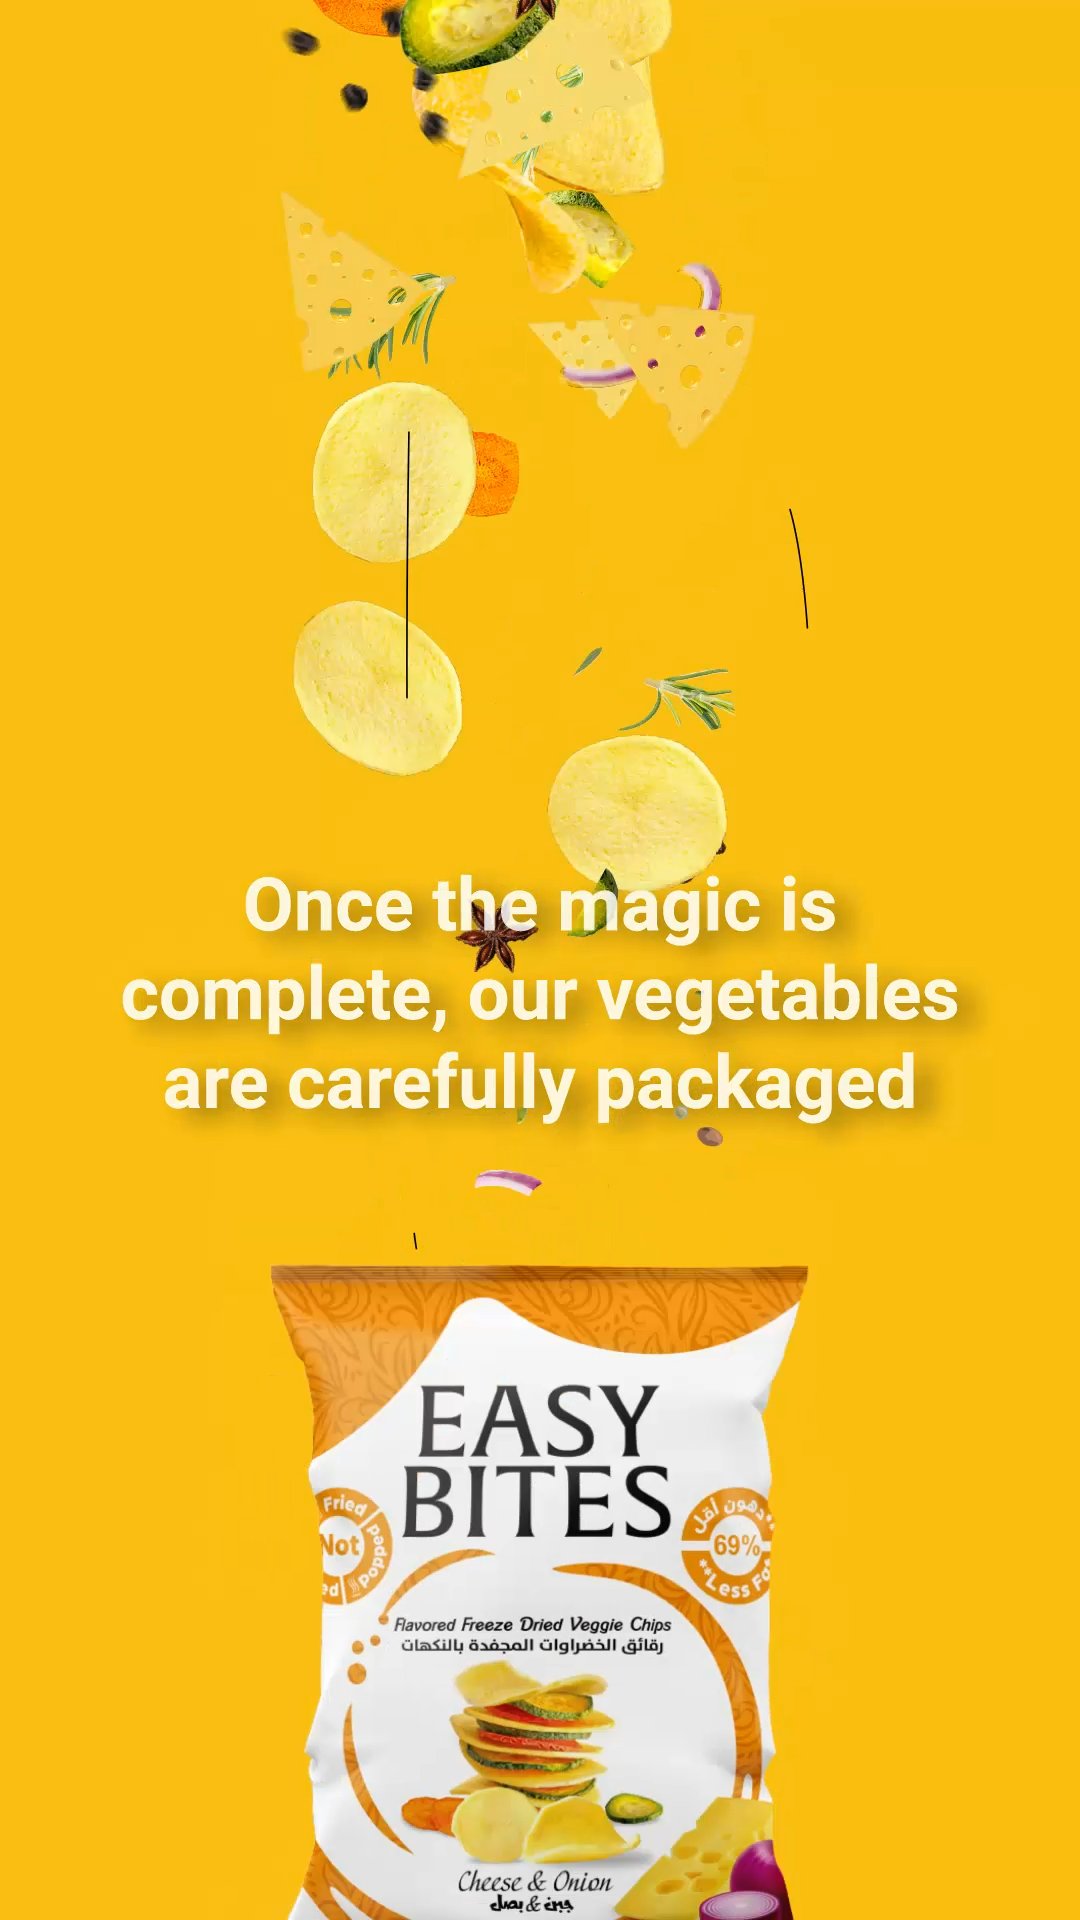 Once the magic is
complete, our vegetables
are carefully packaged
EASY
BITES
Fried
Not
Popped
دهون أقل
69%
**Less Fa
Flavored Freeze Dried Veggie Chips
رقائق الخضراوات المجفدة بالنكهات
Cheese & Onion
جبن & بصل